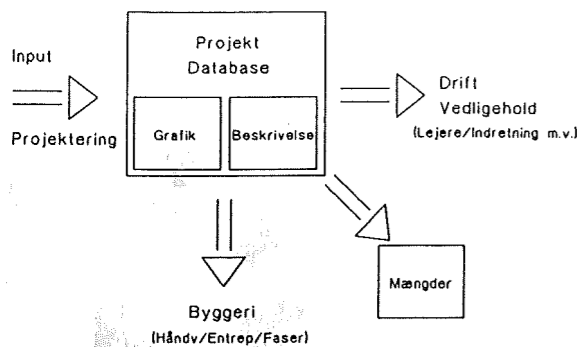 Input
Projektering
Projekt
Database
Grafik
Beskrivelse
Drift
Vedligehold
(Lejere/Indretning m.v.)
Mængder
Byggeri
(Håndv/Entrep/Faser)